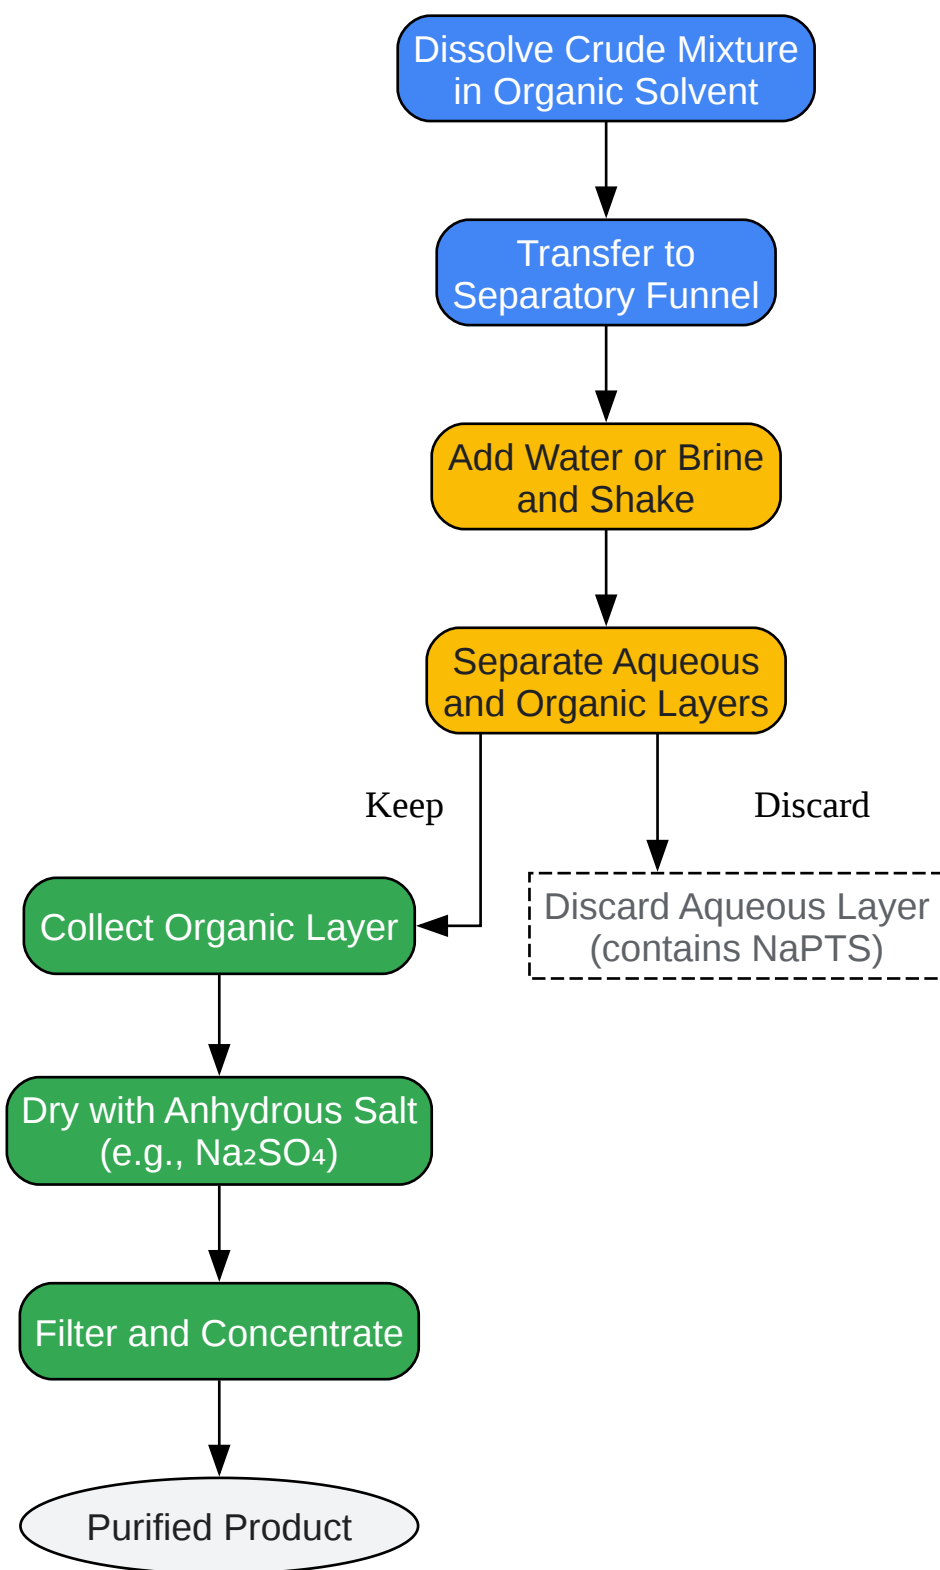 Dissolve Crude Mixture
in Organic Solvent
Transfer to
Separatory Funnel
Add Water or Brine
and Shake
Separate Aqueous
and Organic Layers
Keep
Discard
Collect Organic Layer
Discard Aqueous Layer
(contains NaPTS)
Dry with Anhydrous Salt
(e.g., Na₂SO₄)
Filter and Concentrate
Purified Product